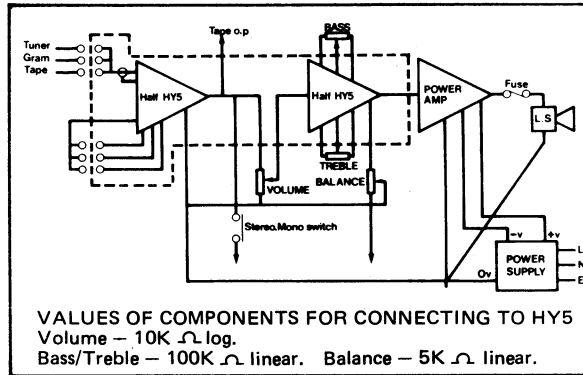 Tuner
Gram
Tape
Tape o.p
BASS
Half HY5
Half HY5
POWER
AMP
Fuse
L.S
TREBLE
VOLUME
BALANCE
Stereo.Mono switch
-v
+v
Ov
POWER
SUPPLY
L
N
E
VALUES OF COMPONENTS FOR CONNECTING TO HY5
Volume — 10K Ω log.
Bass/Treble — 100K Ω linear. Balance — 5K Ω linear.